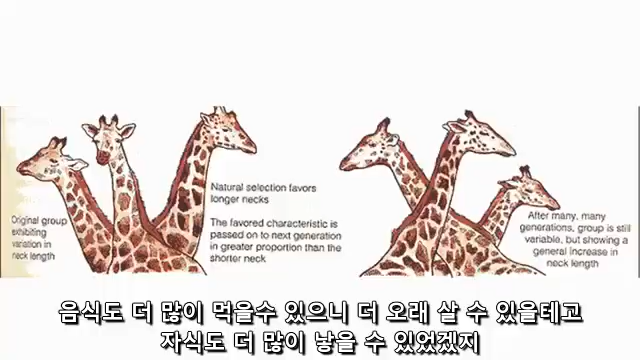 Original group
exhibiting
variation in
neck length
Natural selection favors
longer necks
The favored characteristic is
passed on to next generation
in greater proportion than the
shorter neck
After many, many
generations, group is still
variable, but showing a
general increase in
neck length
음식도 더 많이 먹을수 있으니 더 오래 살 수 있을테고
자식도 더 많이 낳을 수 있었겠지